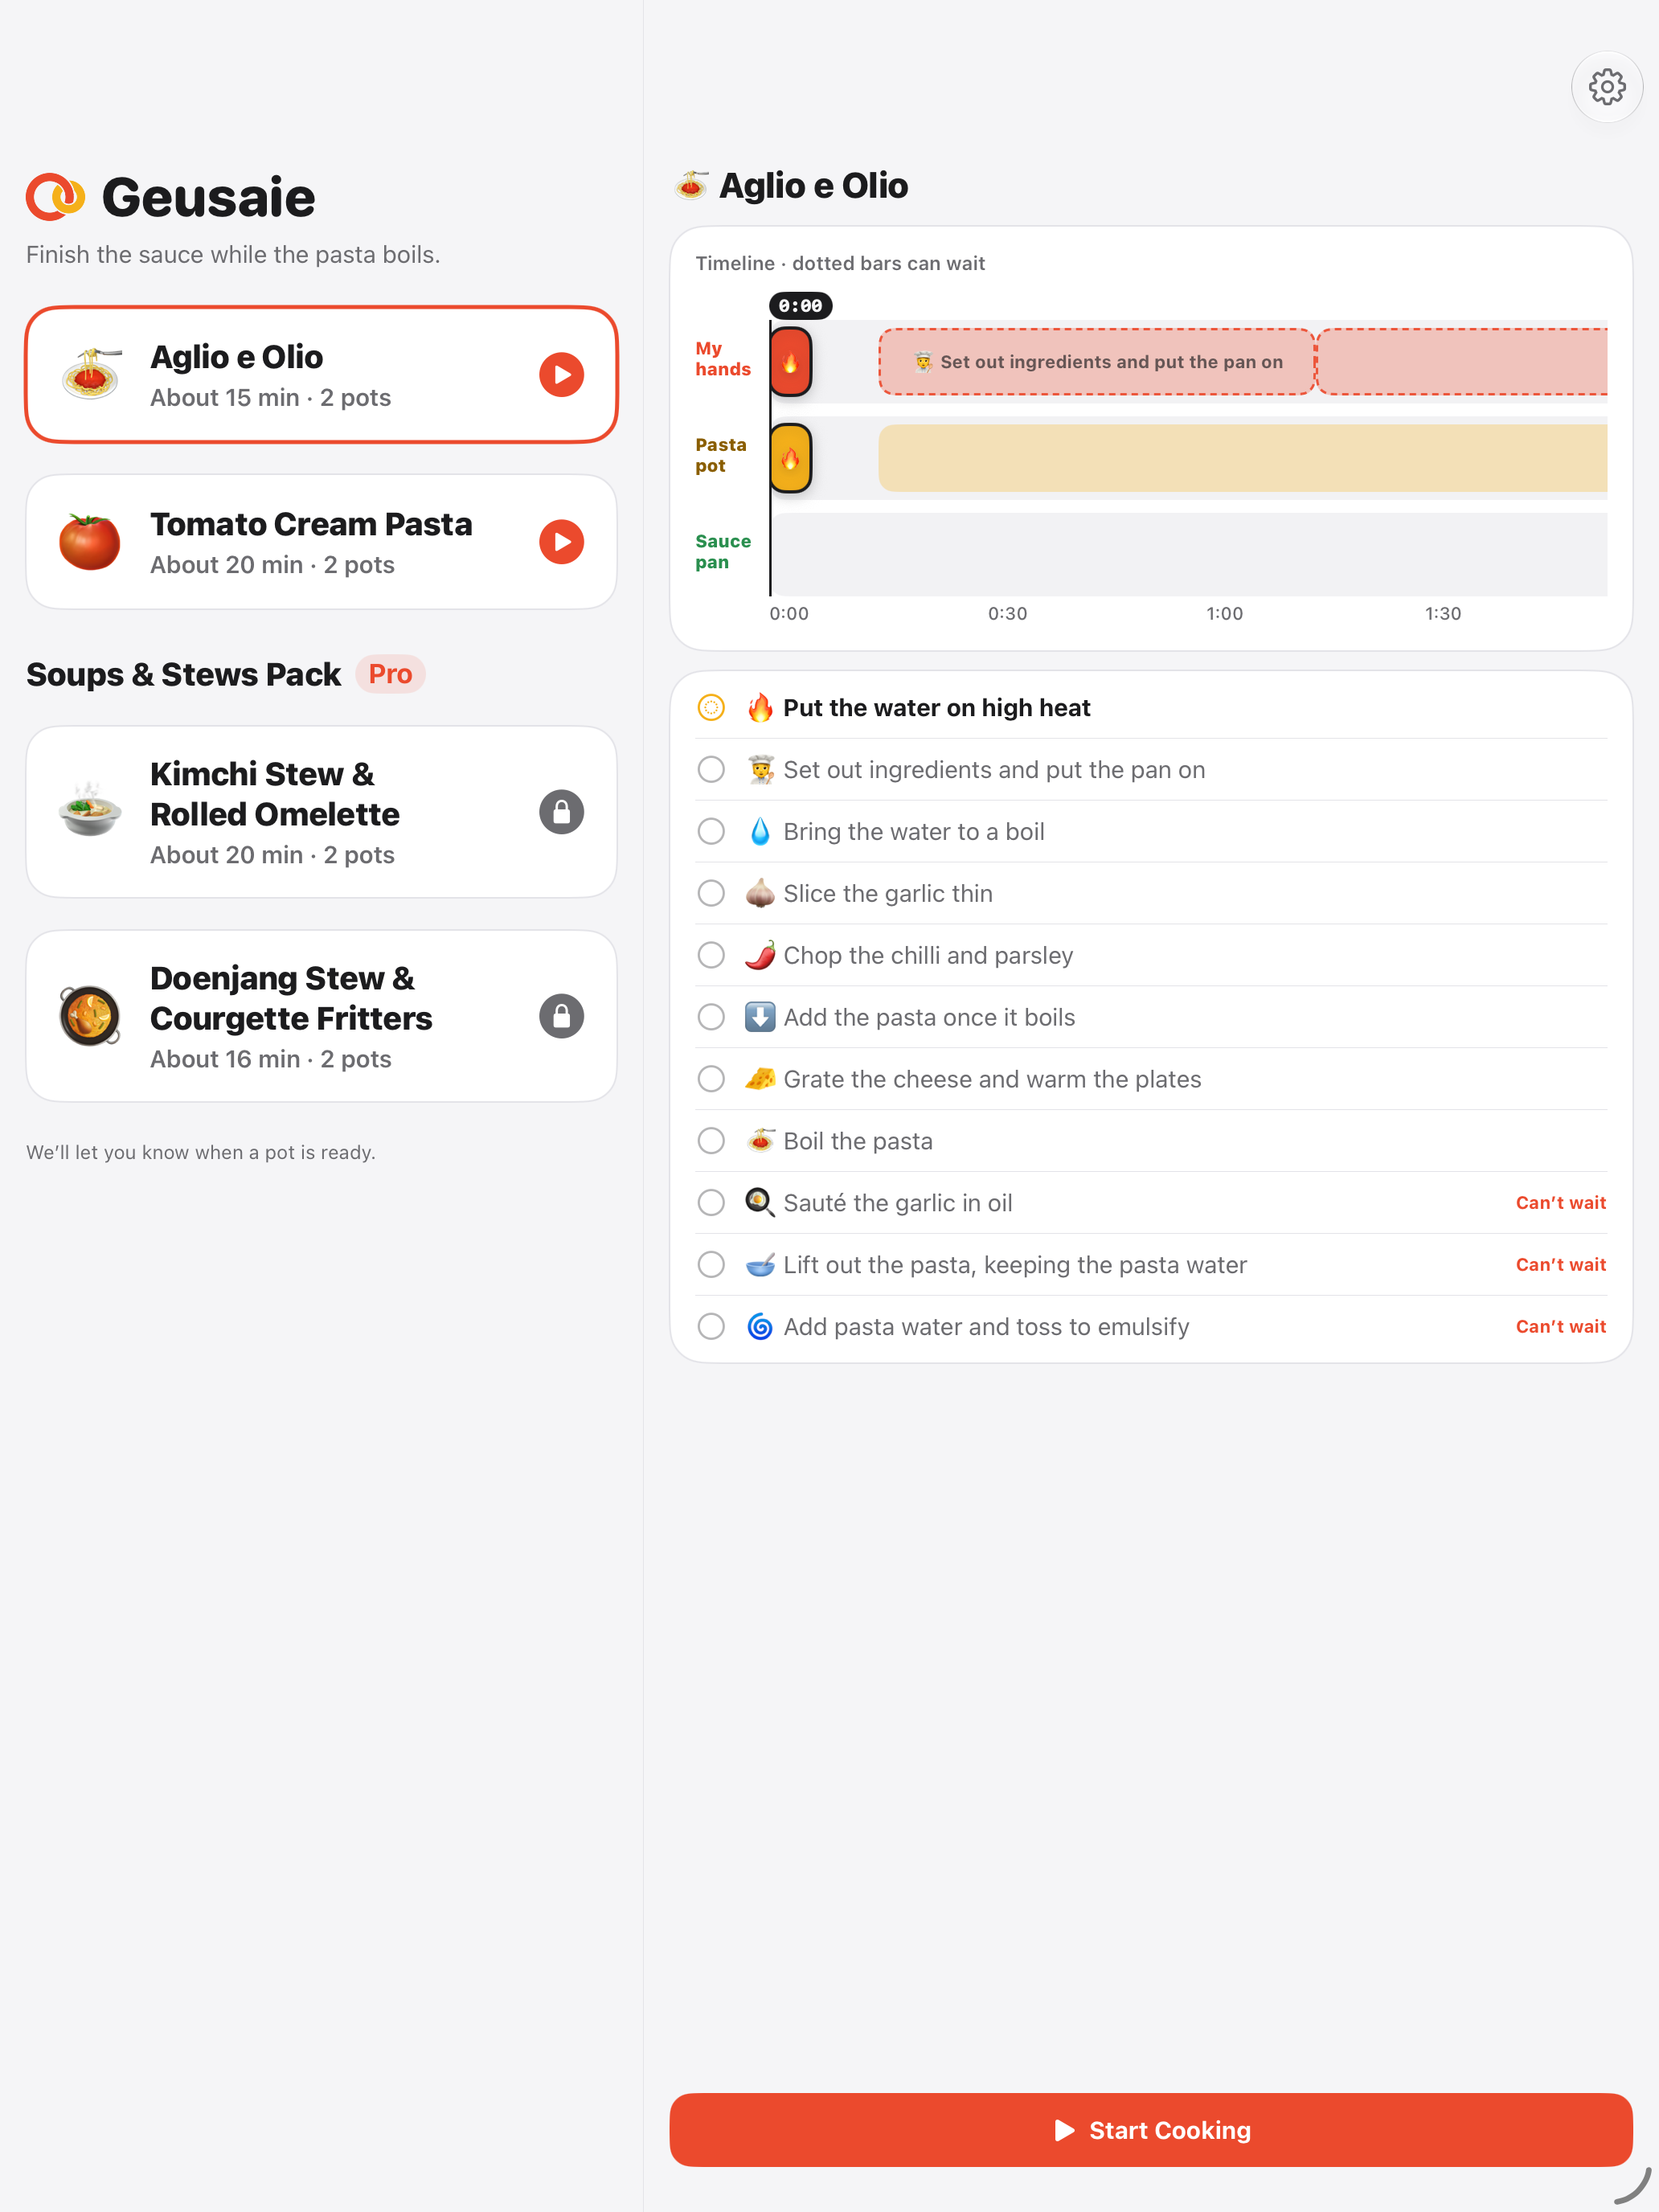 Geusaie
Finish the sauce while the pasta boils.
Aglio e Olio
About 15 min · 2 pots
Tomato Cream Pasta
About 20 min · 2 pots
Soups & Stews Pack Pro
Kimchi Stew &
Rolled Omelette
About 20 min · 2 pots
Doenjang Stew &
Courgette Fritters
About 16 min · 2 pots
We’ll let you know when a pot is ready.
Aglio e Olio
Timeline · dotted bars can wait
0:00
My
hands
Set out ingredients and put the pan on
Pasta
pot
Sauce
pan
0:00 0:30 1:00 1:30
Put the water on high heat
Set out ingredients and put the pan on
Bring the water to a boil
Slice the garlic thin
Chop the chilli and parsley
Add the pasta once it boils
Grate the cheese and warm the plates
Boil the pasta
Sauté the garlic in oil Can’t wait
Lift out the pasta, keeping the pasta water Can’t wait
Add pasta water and toss to emulsify Can’t wait
Start Cooking